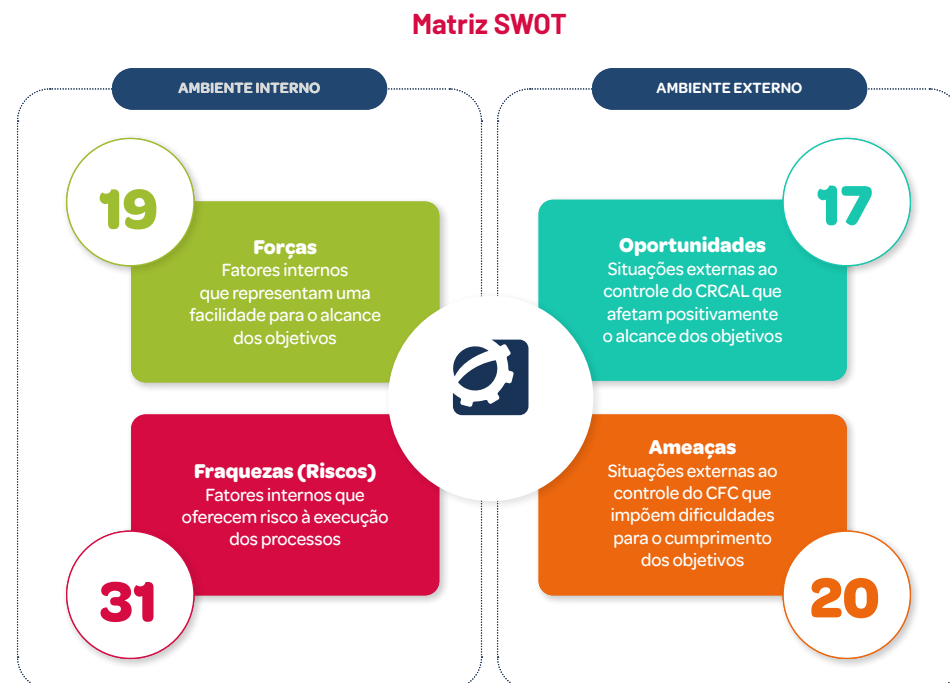 Matriz SWOT
AMBIENTE INTERNO
19
Forças
Fatores internos
que representam uma
facilidade para o alcance
dos objetivos
Fraquezas (Riscos)
Fatores internos que
oferecem risco à execução
dos processos
31
AMBIENTE EXTERNO
17
Oportunidades
Situações externas ao
controle do CRCAL que
afetam positivamente
o alcance dos objetivos
Ameaças
Situações externas ao
controle do CFC que
impõem dificuldades
para o cumprimento
dos objetivos
20